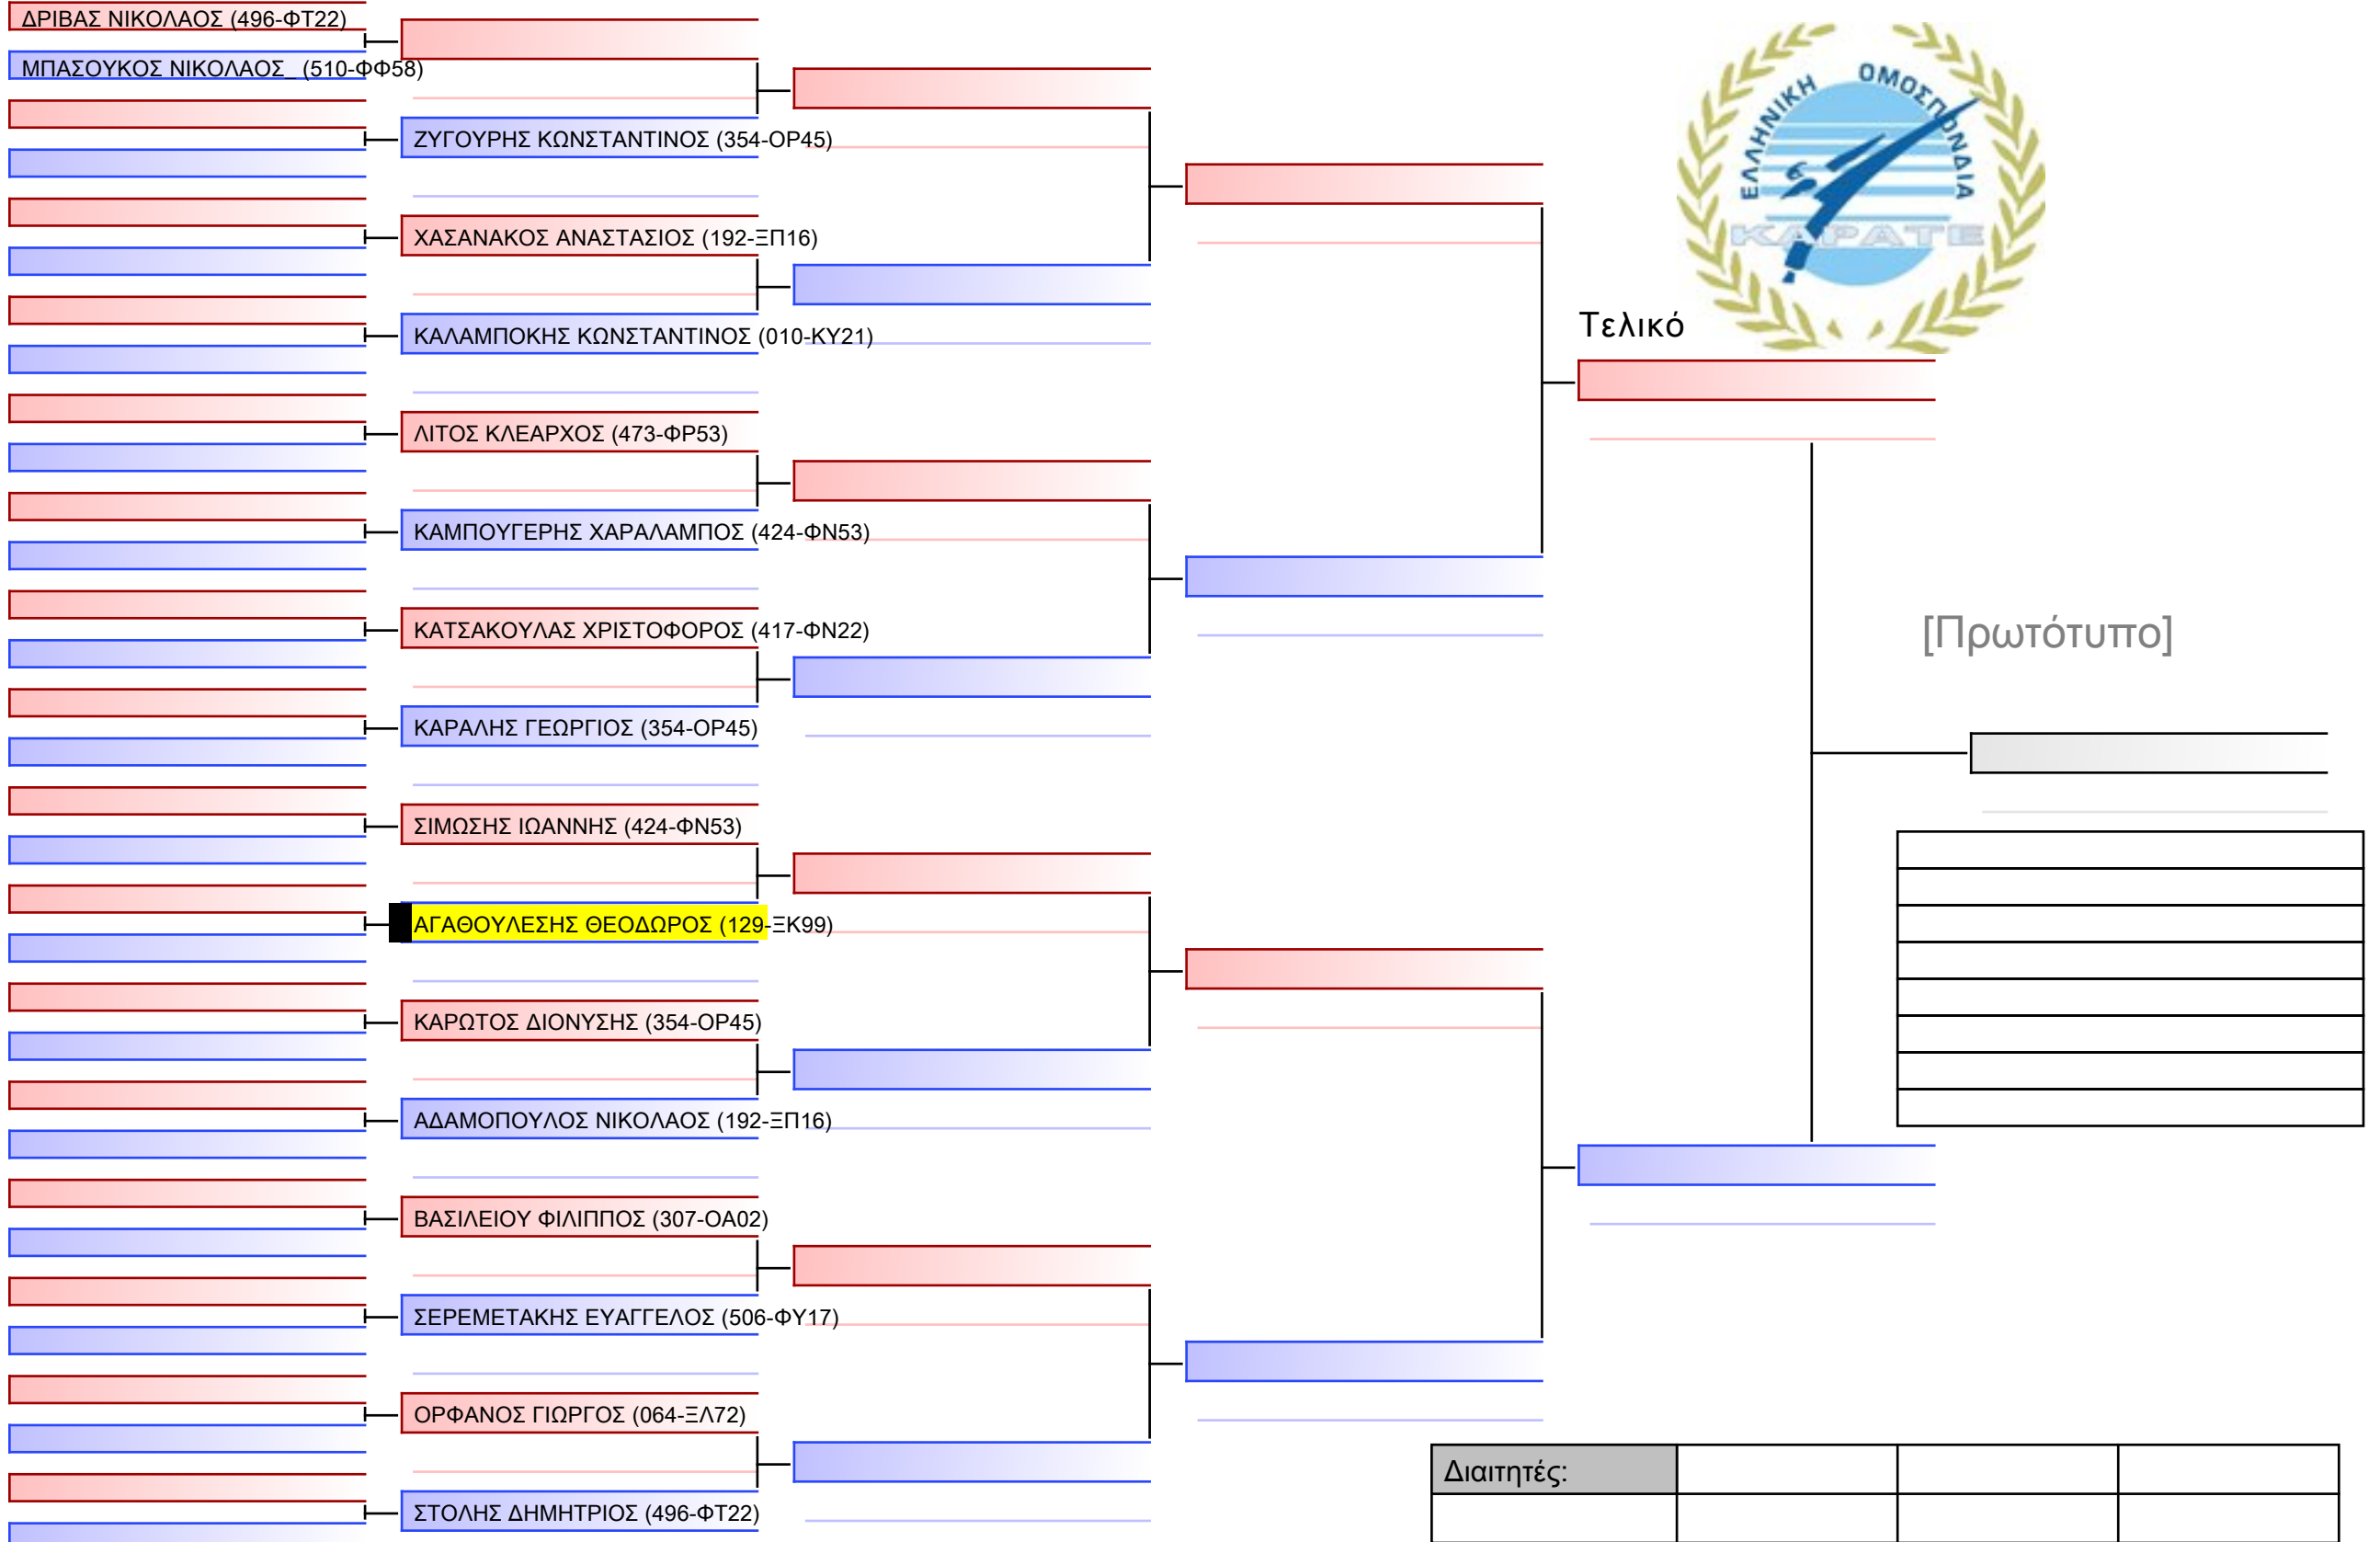 ΔΡΙΒΑΣ ΝΙΚΟΛΑΟΣ (496-ΦΤ22)
ΜΠΑΣΟΥΚΟΣ ΝΙΚΟΛΑΟΣ_ (510-ΦΦ58)
ΖΥΓΟΥΡΗΣ ΚΩΝΣΤΑΝΤΙΝΟΣ (354-ΟΡ45)
ΧΑΣΑΝΑΚΟΣ ΑΝΑΣΤΑΣΙΟΣ (192-ΞΠ16)
ΚΑΛΑΜΠΟΚΗΣ ΚΩΝΣΤΑΝΤΙΝΟΣ (010-ΚΥ21)
ΛΙΤΟΣ ΚΛΕΑΡΧΟΣ (473-ΦΡ53)
ΚΑΜΠΟΥΓΕΡΗΣ ΧΑΡΑΛΑΜΠΟΣ (424-ΦΝ53)
ΚΑΤΣΑΚΟΥΛΑΣ ΧΡΙΣΤΟΦΟΡΟΣ (417-ΦΝ22)
ΚΑΡΑΛΗΣ ΓΕΩΡΓΙΟΣ (354-ΟΡ45)
ΣΙΜΩΣΗΣ ΙΩΑΝΝΗΣ (424-ΦΝ53)
ΑΓΑΘΟΥΛΕΣΗΣ ΘΕΟΔΩΡΟΣ (129-ΞΚ99)
ΚΑΡΩΤΟΣ ΔΙΟΝΥΣΗΣ (354-ΟΡ45)
ΑΔΑΜΟΠΟΥΛΟΣ ΝΙΚΟΛΑΟΣ (192-ΞΠ16)
ΒΑΣΙΛΕΙΟΥ ΦΙΛΙΠΠΟΣ (307-ΟΑ02)
ΣΕΡΕΜΕΤΑΚΗΣ ΕΥΑΓΓΕΛΟΣ (506-ΦΥ17)
ΟΡΦΑΝΟΣ ΓΙΩΡΓΟΣ (064-ΞΛ72)
ΣΤΟΛΗΣ ΔΗΜΗΤΡΙΟΣ (496-ΦΤ22)
ΕΛΛΗΝΙΚΗ ΟΜΟΣΠΟΝΔΙΑ
ΚΑΡΑΤΕ
Τελικό
[Πρωτότυπο]
Διαιτητές: